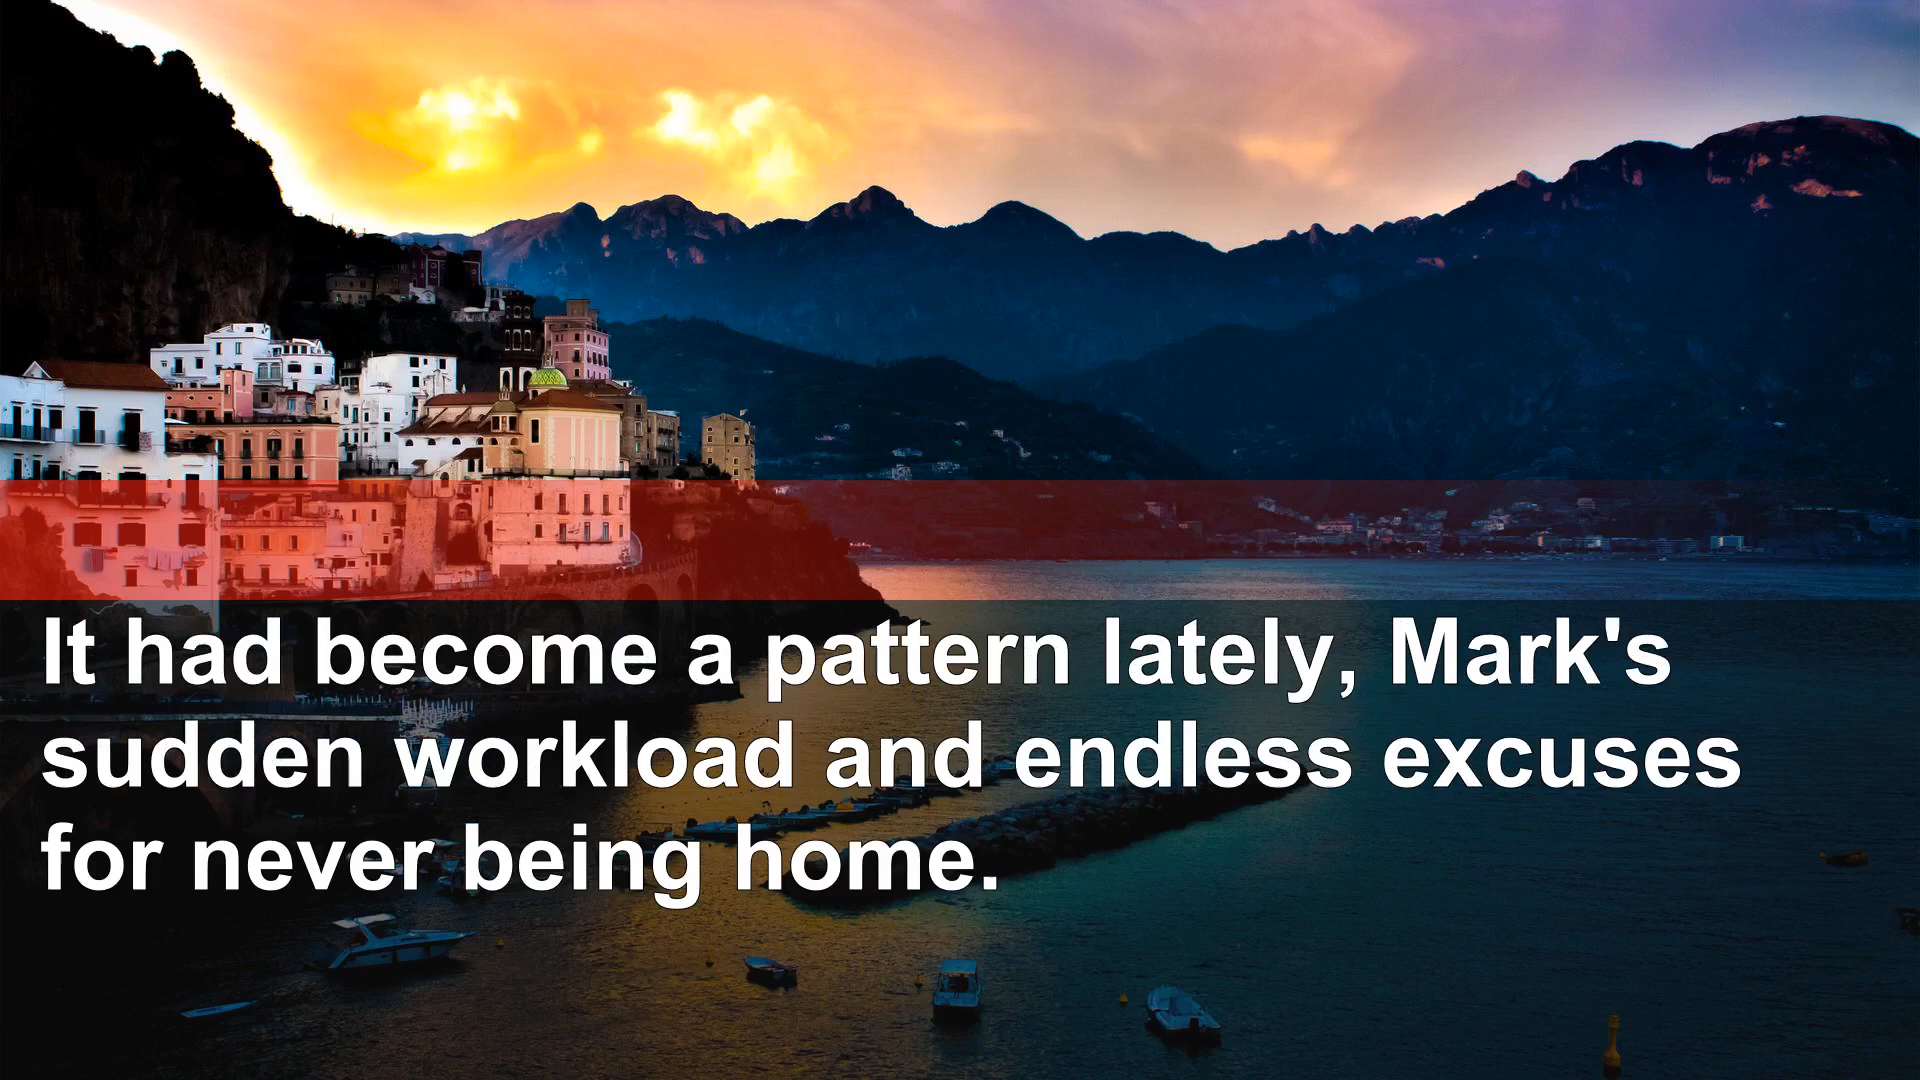 It had become a pattern lately, Mark's
sudden workload and endless excuses
for never being home.